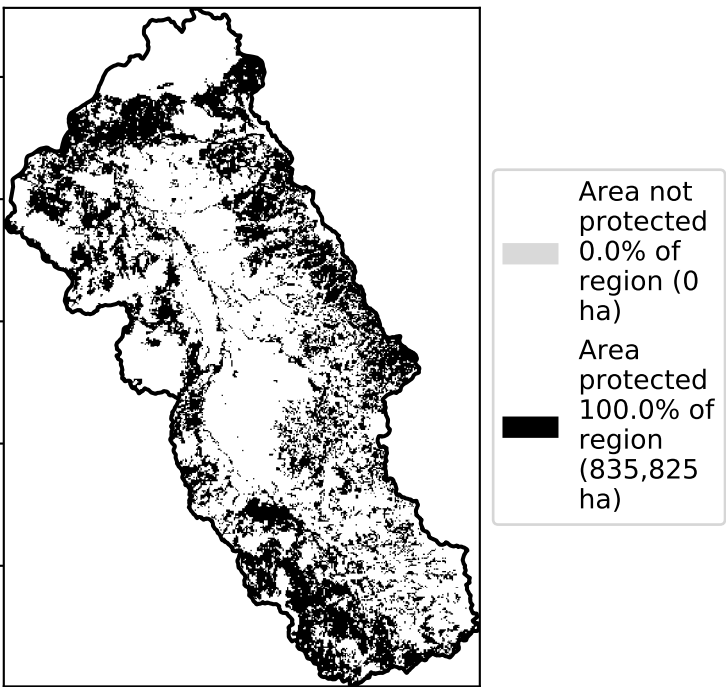 Area not
protected
0.0% of
region (0
ha)
Area
protected
100.0% of
region
(835,825
ha)